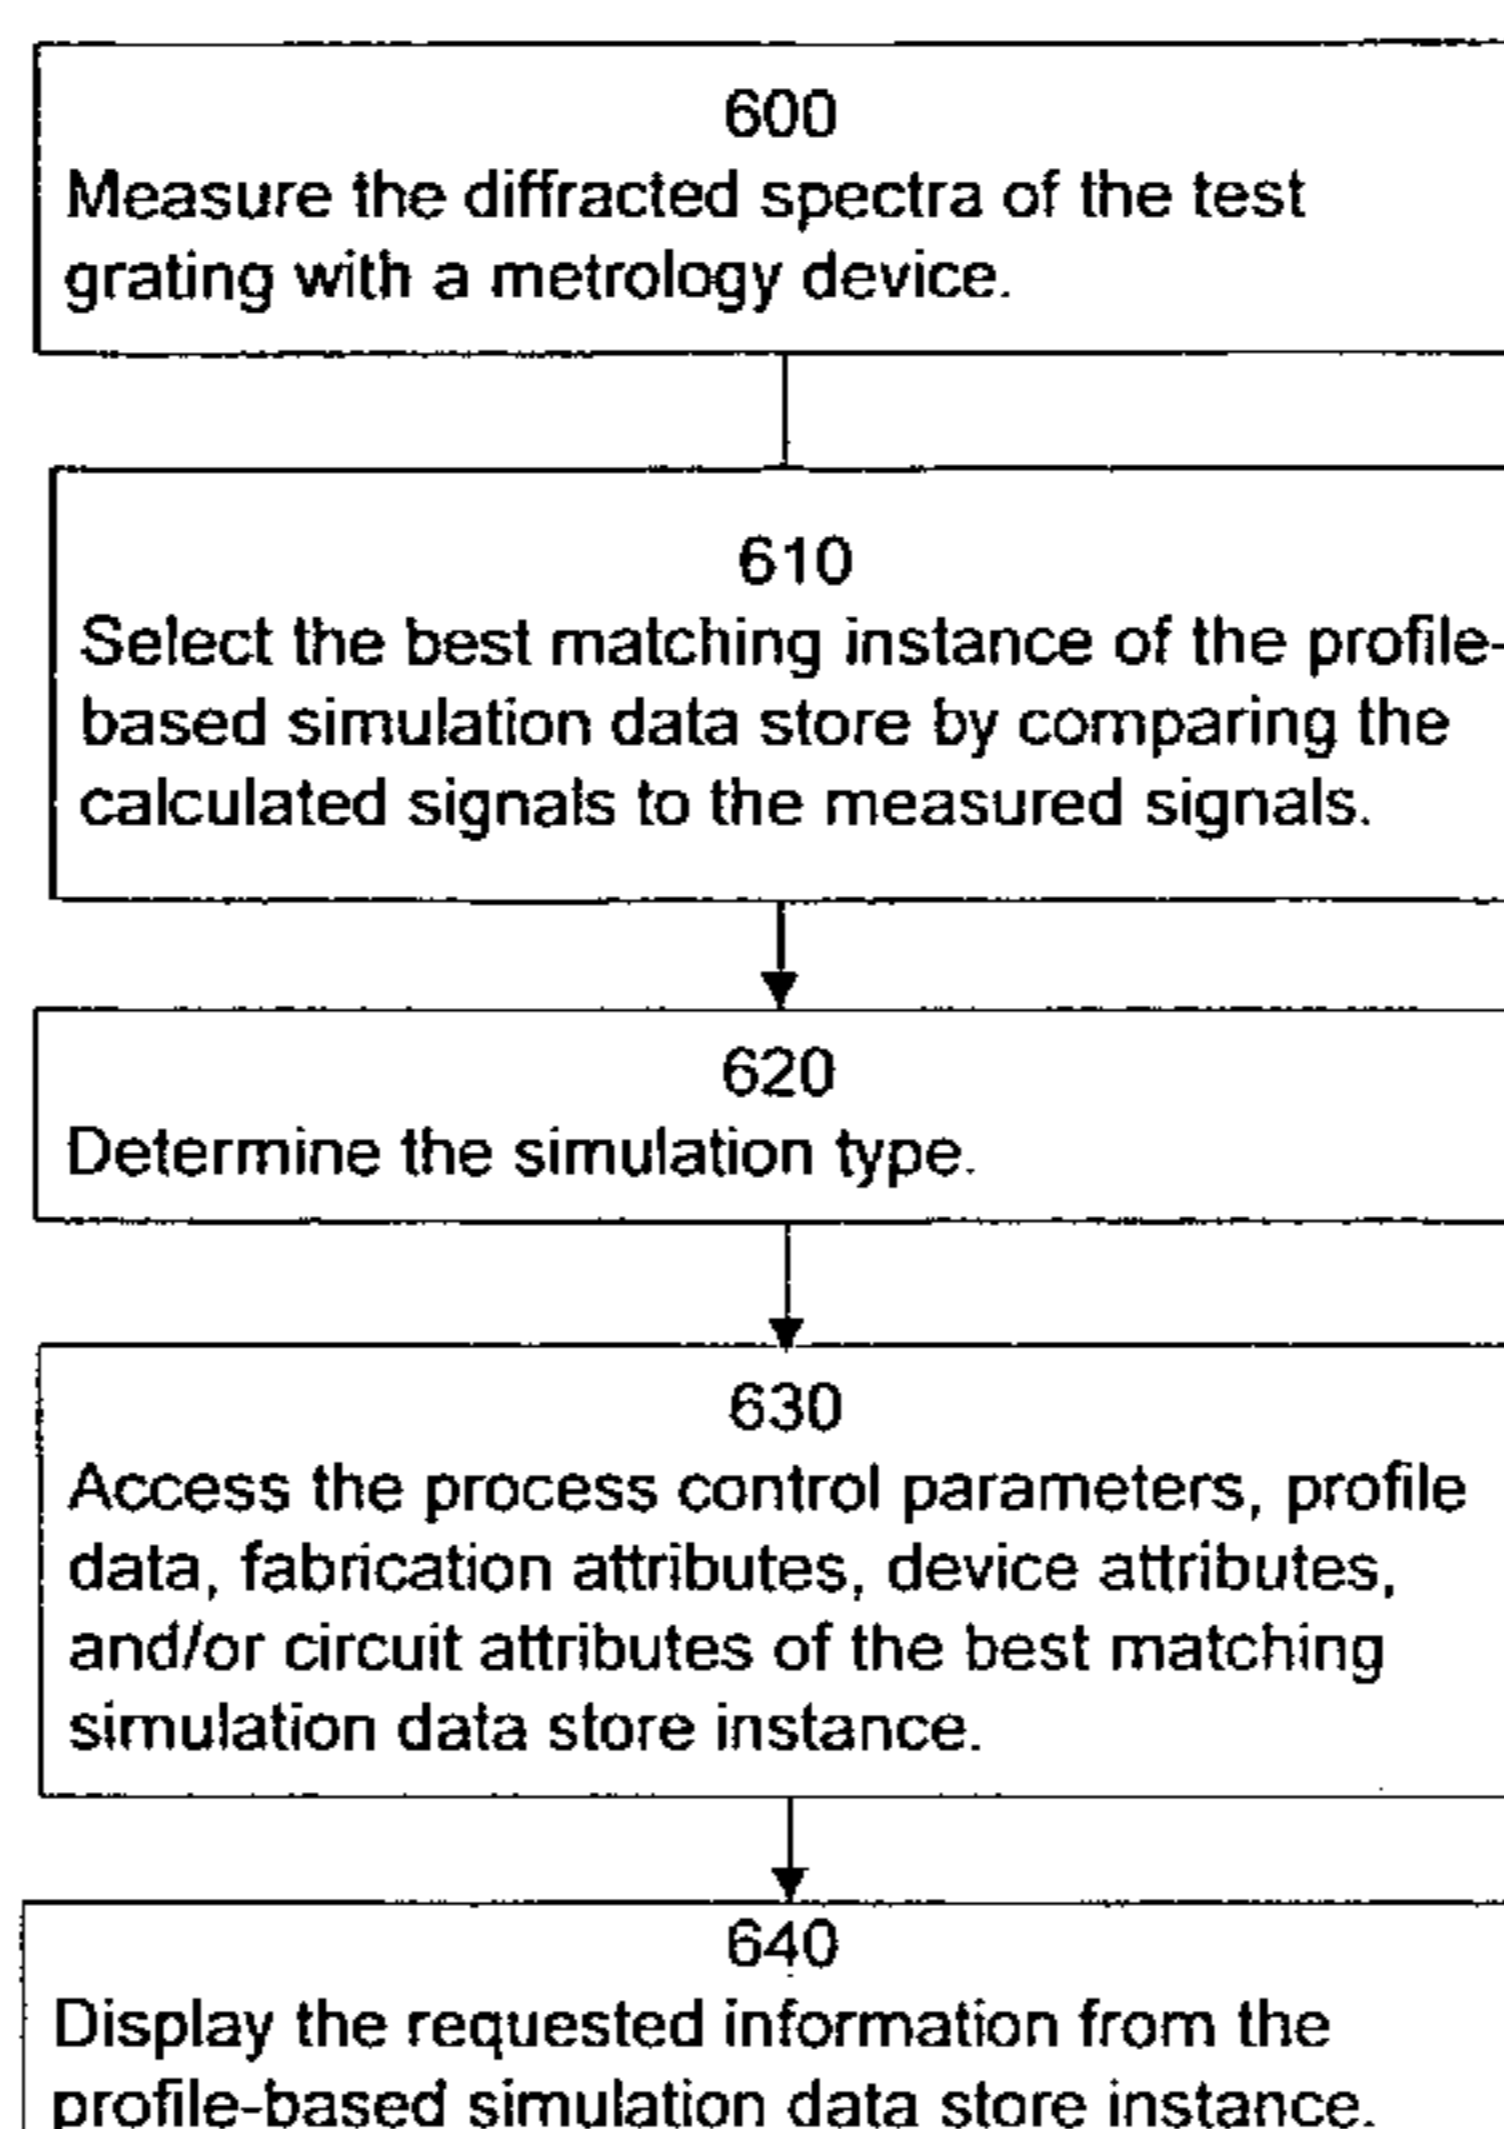 600
Measure the diffracted spectra of the test
grating with a metrology device.
610
Select the best matching instance of the profile-
based simulation data store by comparing the
calculated signals to the measured signals.
620
Determine the simulation type.
630
Access the process control parameters, profile
data, fabrication attributes, device attributes,
and/or circuit attributes of the best matching
simulation data store instance.
640
Display the requested information from the
profile-based simulation data store instance.